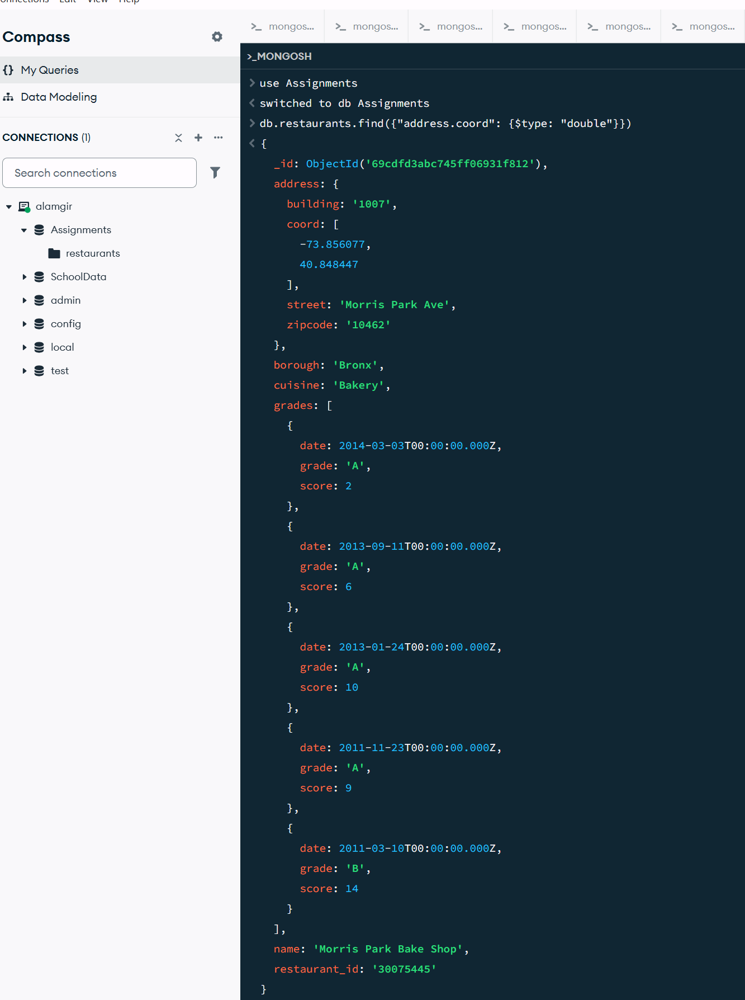 Edit View Help
Compass
My Queries
Data Modeling
CONNECTIONS (1)
Search connections
alamgir
Assignments
restaurants
SchoolData
admin
config
local
test
>_ mongos... >_ mongos... >_ mongos... >_ mongos... >_ mongos... >_ mongos...
>_MONGOSH
> use Assignments
< switched to db Assignments
> db.restaurants.find({"address.coord": {$type: "double"}})
< {
_id: ObjectId('69cdfd3abc745ff06931f812'),
address: {
building: '1007',
coord: [
-73.856077,
40.848447
],
street: 'Morris Park Ave',
zipcode: '10462'
},
borough: 'Bronx',
cuisine: 'Bakery',
grades: [
{
date: 2014-03-03T00:00:00.000Z,
grade: 'A',
score: 2
},
{
date: 2013-09-11T00:00:00.000Z,
grade: 'A',
score: 6
},
{
date: 2013-01-24T00:00:00.000Z,
grade: 'A',
score: 10
},
{
date: 2011-11-23T00:00:00.000Z,
grade: 'A',
score: 9
},
{
date: 2011-03-10T00:00:00.000Z,
grade: 'B',
score: 14
}
],
name: 'Morris Park Bake Shop',
restaurant_id: '30075445'
}